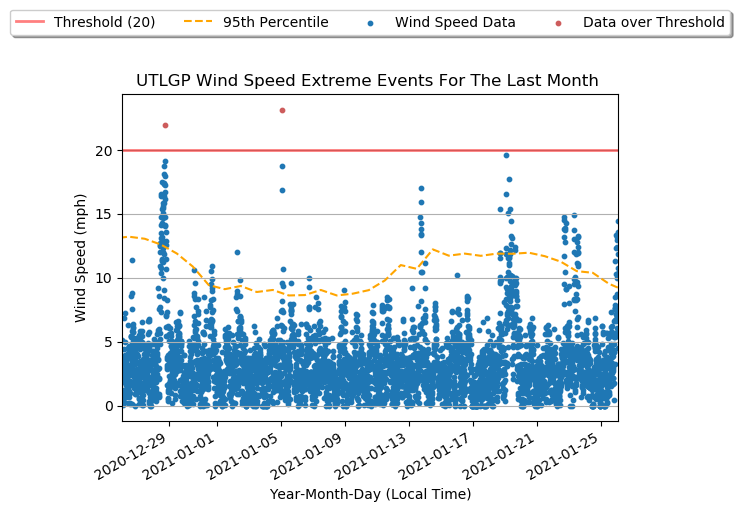 Threshold (20) 95th Percentile Wind Speed Data Data over Threshold
UTLGP Wind Speed Extreme Events For The Last Month
Wind Speed (mph)
20
15
10
5
0
2020-12-29 2021-01-01 2021-01-05 2021-01-09 2021-01-13 2021-01-17 2021-01-21 2021-01-25
Year-Month-Day (Local Time)